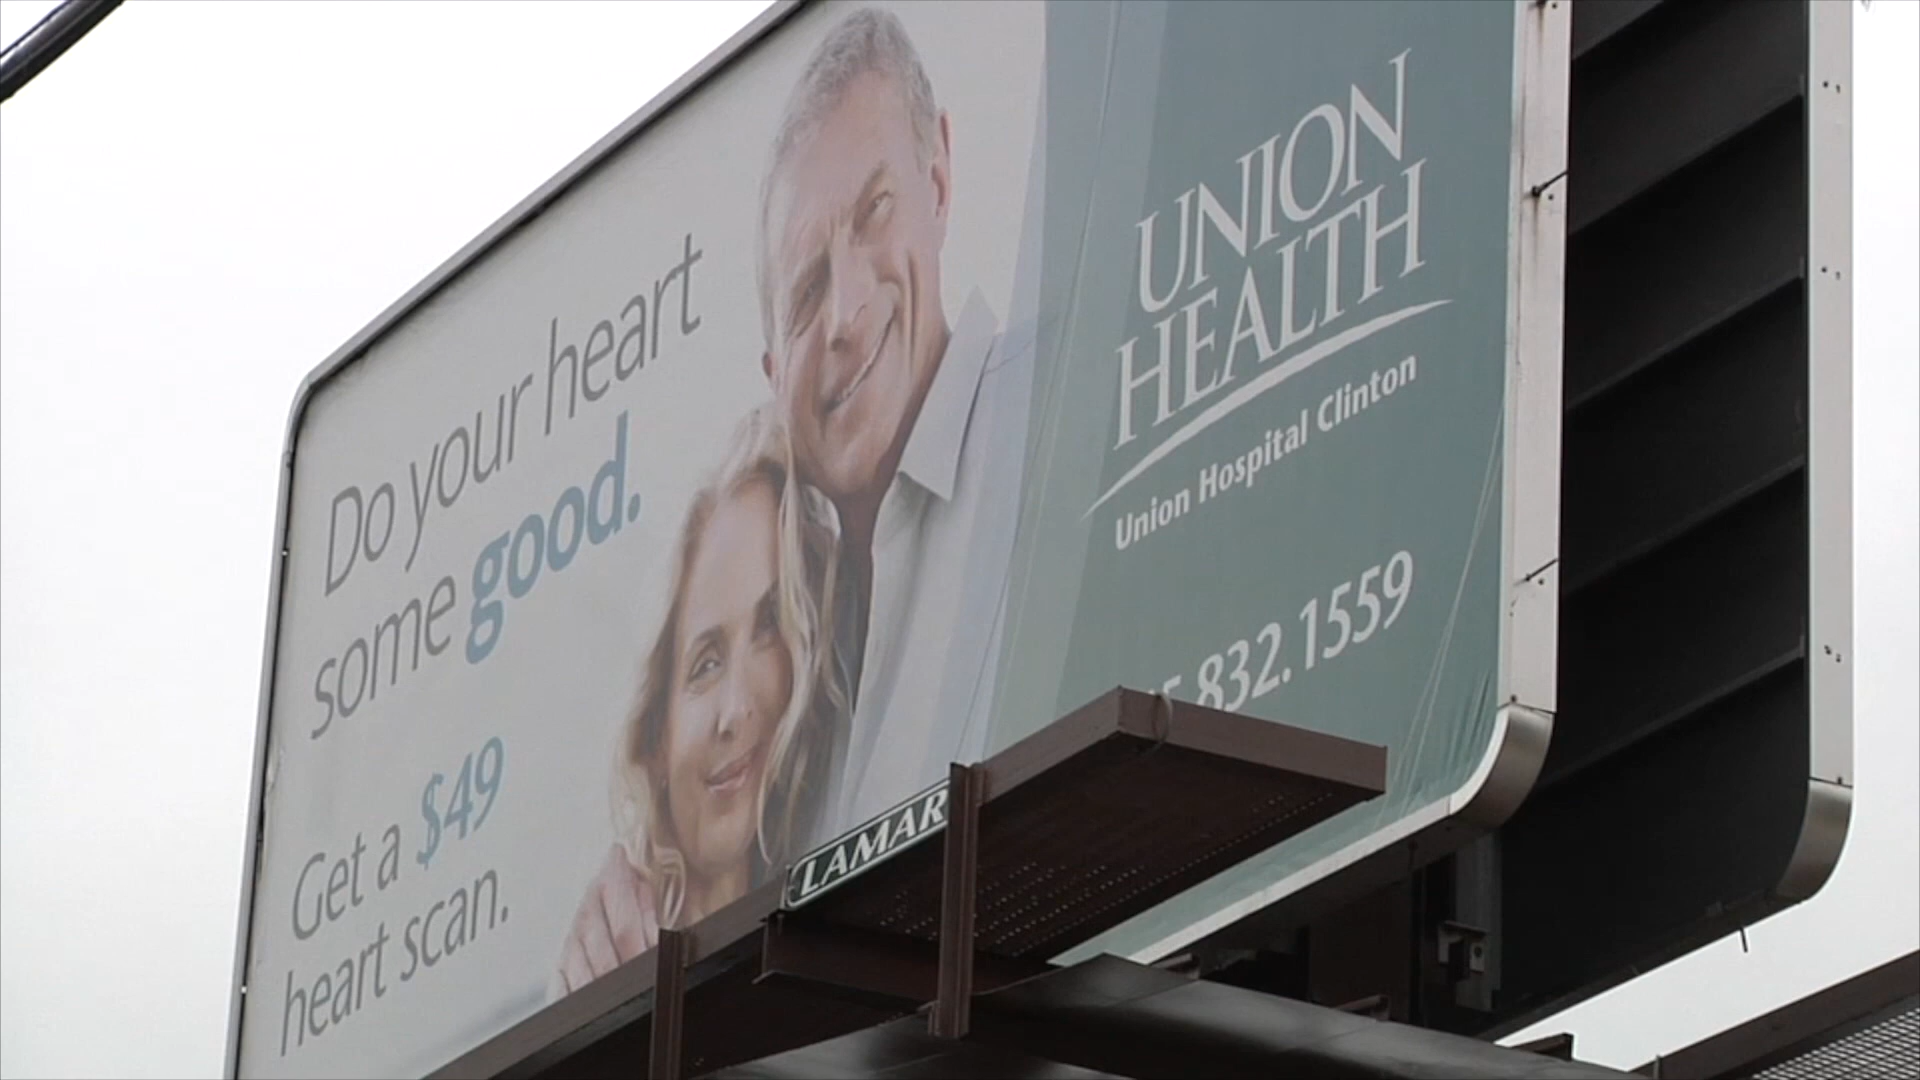 Do your heart
some good.
Get a $49
heart scan.
UNION
HEALTH
Union Hospital Clinton
832.1559
LAMAR